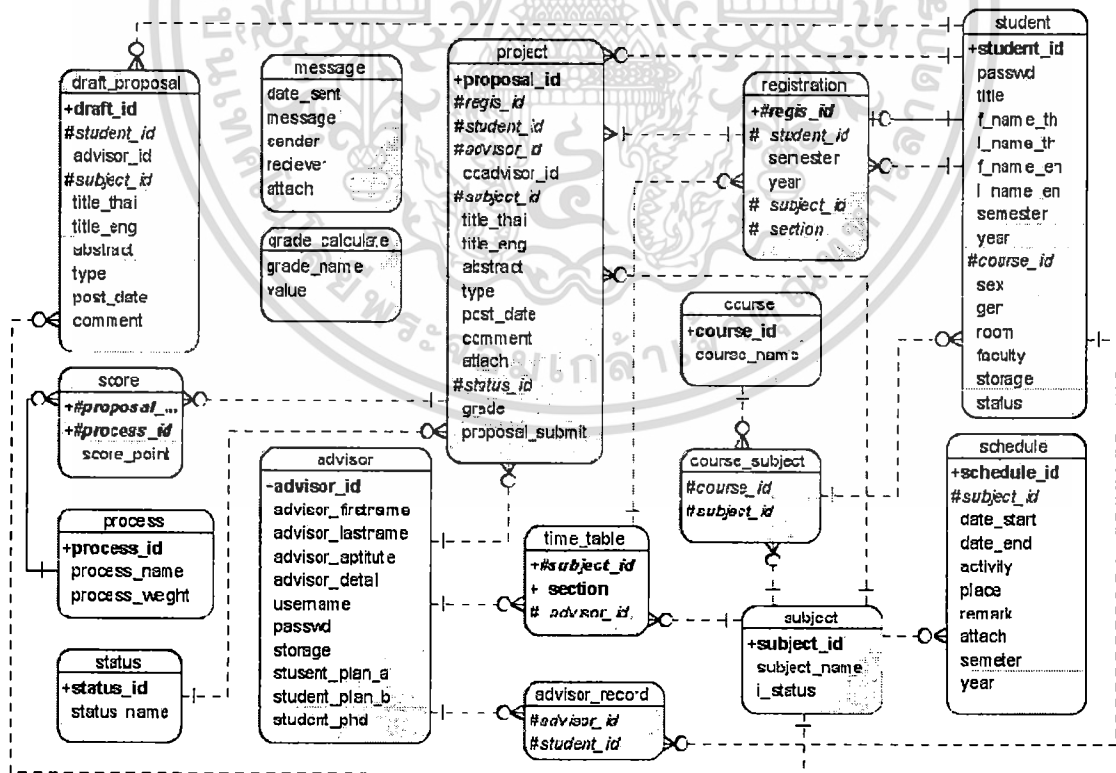 draft_proposal
+draft_id
#student_id
advisor_id
#subject_id
title_thai
title_eng
abstract
type
post_date
comment
message
date_sent
message
sender
reciever
attach
grade_calculate
grade_name
value
project
+proposal_id
#regis_id
#student_id
#advisor_id
ccadvisor_id
#subject_id
title_thai
title_eng
abstract
type
post_date
comment
attach
#status_id
grade
proposal_submit
registration
+#regis_id
# student_id
semester
year
# subject_id
# section
student
+student_id
passwd
title
f_name_th
l_name_th
f_name_en
l_name_en
semester
year
#course_id
sex
ger
room
faculty
storage
status
score
+#proposal_...
+#process_id
score_point
process
+process_id
process_name
process_weght
status
+status_id
status_name
advisor
-advisor_id
advisor_firstname
advisor_lastname
advisor_aptitute
advisor_detal
username
passwd
storage
stusent_plan_a
student_plan_b
student_phd
course
+course_id
course_name
course_subject
#course_id
#subject_id
time_table
+#subject_id
+ section
# advisor_id,
advisor_record
#advisor_id
#student_id
subject
+subject_id
subject_name
i_status
schedule
+schedule_id
#subject_id
date_start
date_end
activity
place
remark
attach
semeter
year